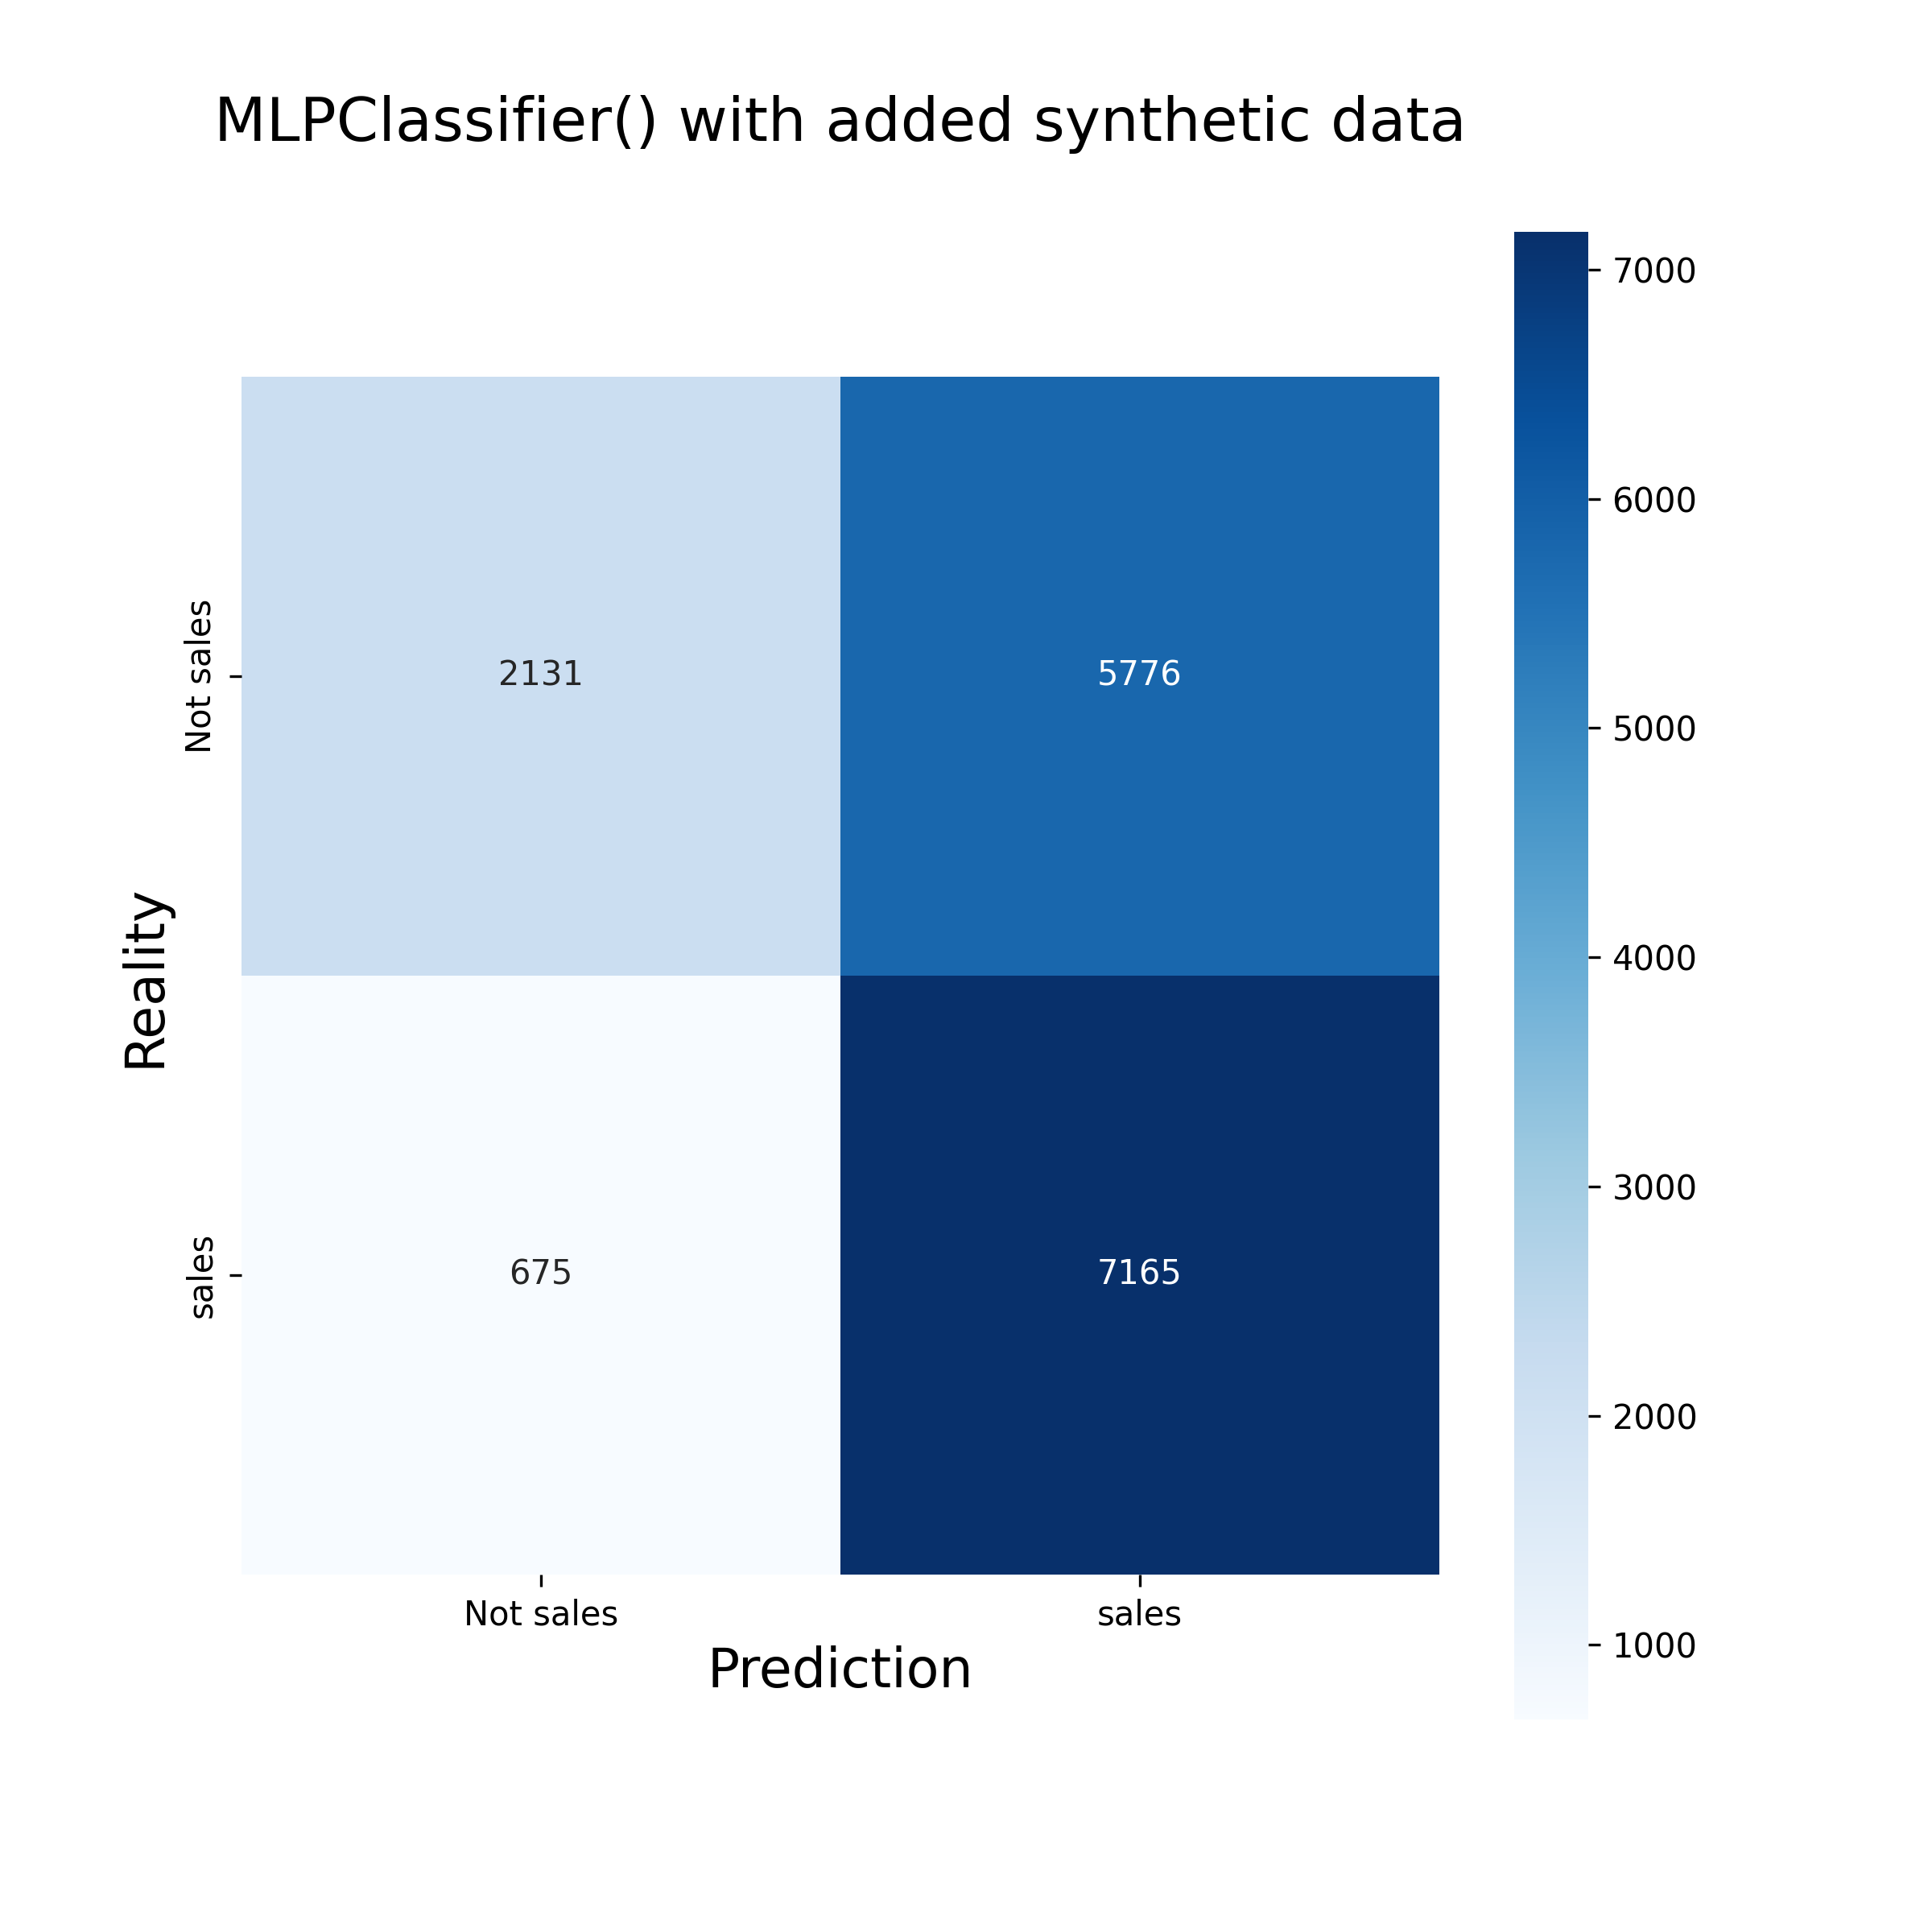 MLPClassifier() with added synthetic data
7000
6000
5000
4000
3000
2000
1000
Reality
Not sales
2131
5776
sales
675
7165
Not sales
sales
Prediction